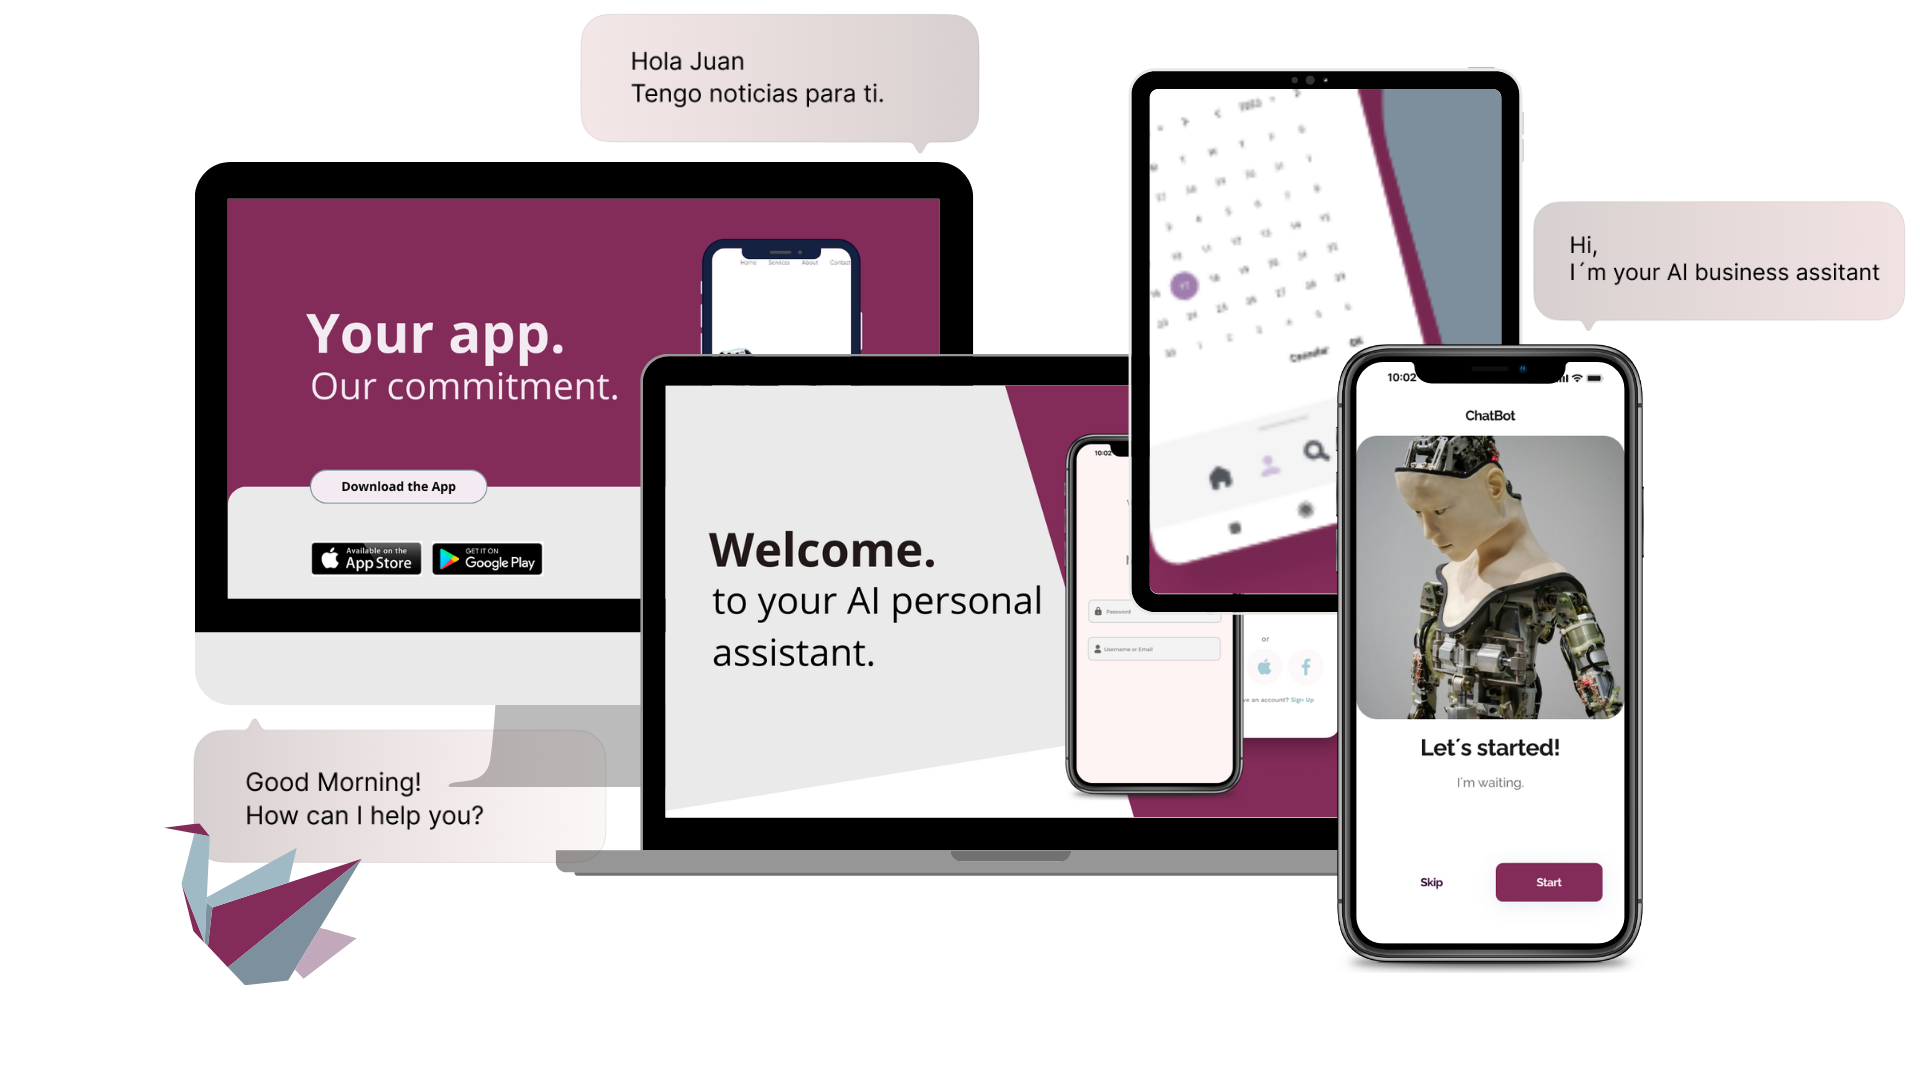 Hola Juan
Tengo noticias para ti.
Hi,
I´m your AI business assitant
Home Services About Contact
Your app.
Our commitment.
Download the App
Available on the
App Store
GET IT ON
Google Play
Welcome.
to your AI personal
assistant.
10:02
Password
Username or Email
or
ve an account? Sign Up
Calendar OK
10:02
ChatBot
Let´s started!
I´m waiting.
Skip
Start
Good Morning!
How can I help you?